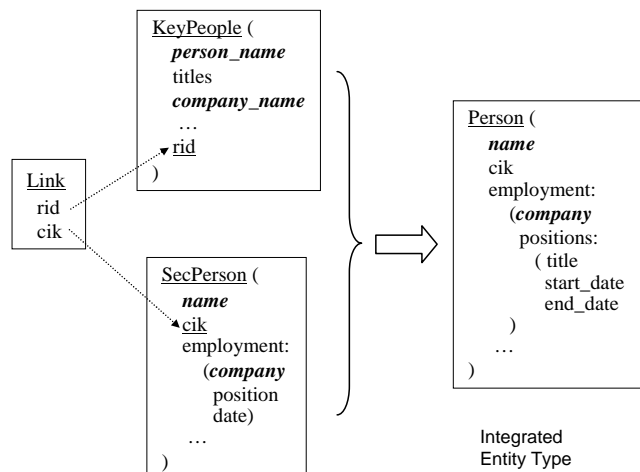 KeyPeople (
person_name
titles
company_name
...
rid
)
Link
rid
cik
SecPerson (
name
cik
employment:
(company
position
date)
...
)
Person (
name
cik
employment:
(company
positions:
( title
start_date
end_date
)
...
)
Integrated
Entity Type